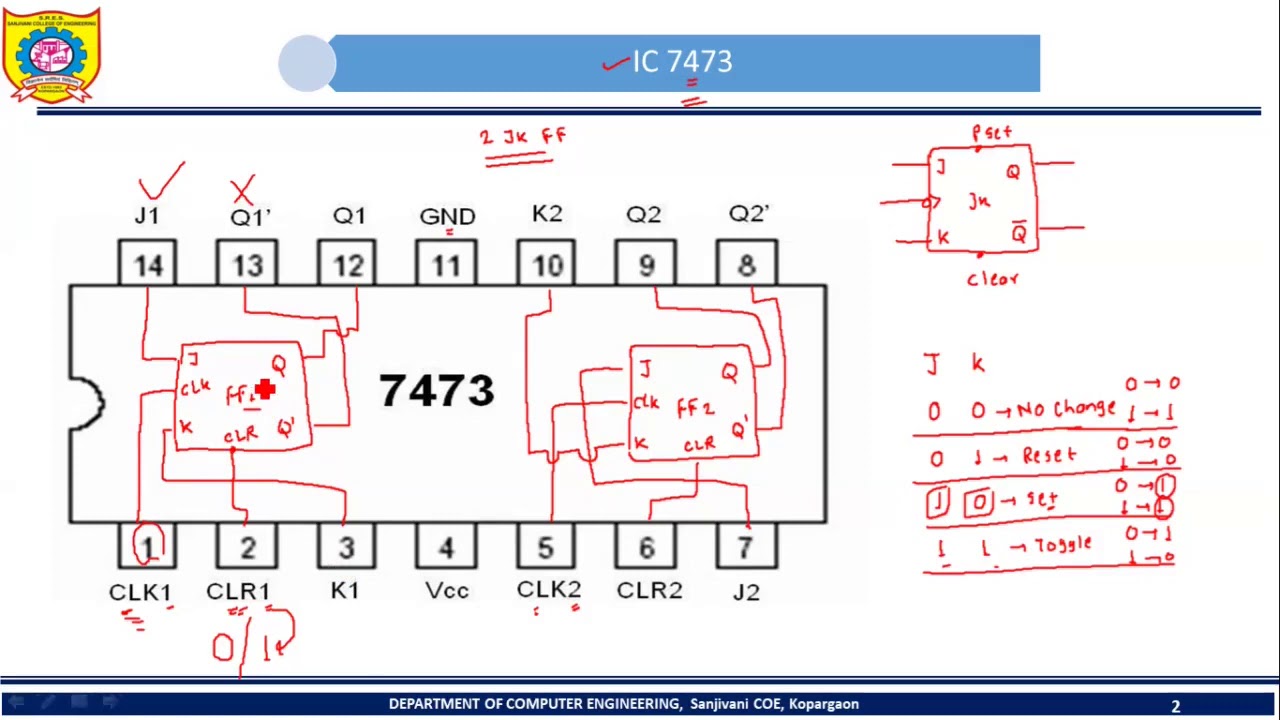 S.R.E.S.
SANJIVANI COLLEGE OF ENGINEERING
IC 7473
2 JK FF
Pset
J Q
JK
K Q̅
Clear
J1 Q1’ Q1 GND K2 Q2 Q2’
14 13 12 11 10 9 8
J Q
CLK
FF1
K Q'
CLR
7473
J Q
Clk FF2
K Q'
CLR
1 2 3 4 5 6 7
CLK1 CLR1 K1 Vcc CLK2 CLR2 J2
0/1
J K
0 0 → No Change 0 → 0
1 → 1
0 1 → Reset 0 → 0
1 → 0
1 0 → Set 0 → 1
1 → 1
1 1 → Toggle 0 → 1
1 → 0
DEPARTMENT OF COMPUTER ENGINEERING, Sanjivani COE, Kopargaon
2